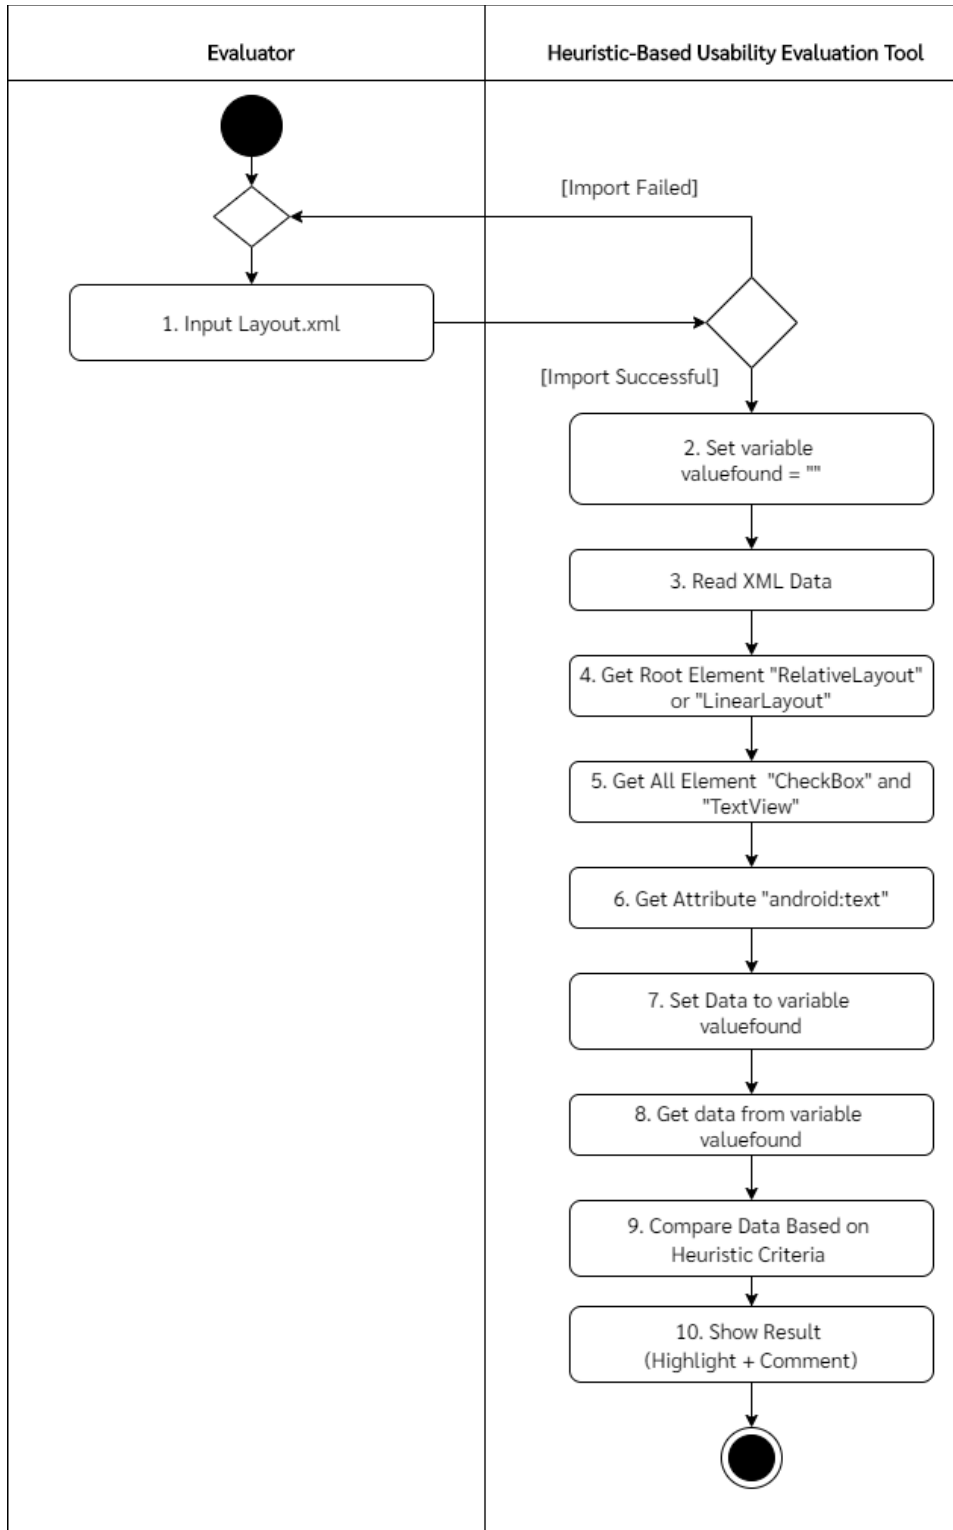 Evaluator
Heuristic-Based Usability Evaluation Tool
[Import Failed]
1. Input Layout.xml
[Import Successful]
2. Set variable
valuefound = ""
3. Read XML Data
4. Get Root Element "RelativeLayout"
or "LinearLayout"
5. Get All Element "CheckBox" and
"TextView"
6. Get Attribute "android:text"
7. Set Data to variable
valuefound
8. Get data from variable
valuefound
9. Compare Data Based on
Heuristic Criteria
10. Show Result
(Highlight + Comment)